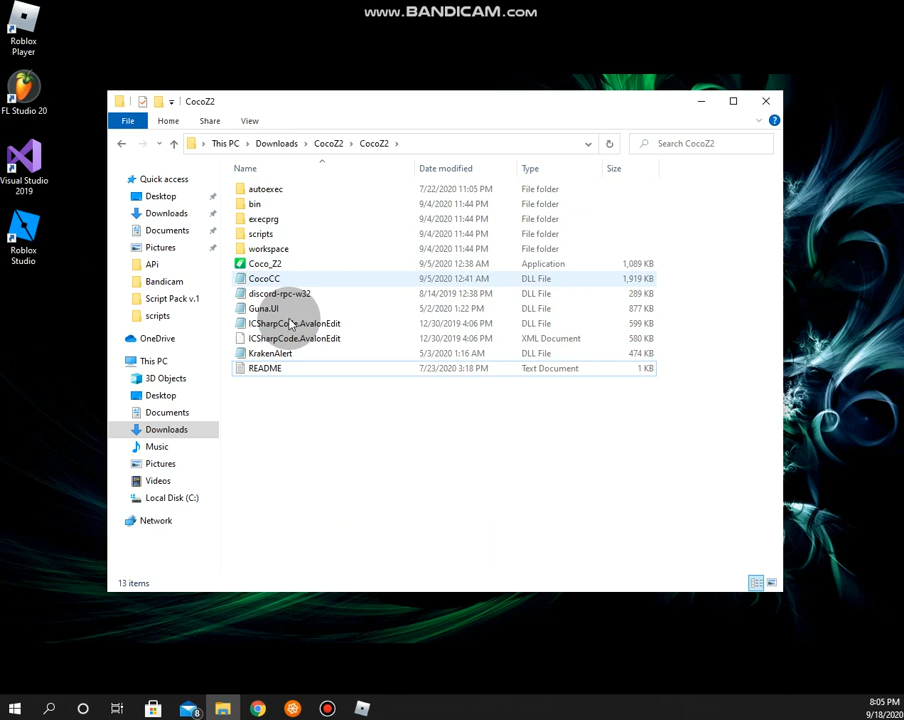 www.BANDICAM.com
Roblox
Player
FL Studio 20
Visual Studio
2019
Roblox
Studio
CocoZ2
File Home Share View
This PC Downloads CocoZ2 CocoZ2 Search CocoZ2
Name Date modified Type Size
Quick access
Desktop
Downloads
Documents
Pictures
APi
Bandicam
Script Pack v.1
scripts
OneDrive
This PC
3D Objects
Desktop
Documents
Downloads
Music
Pictures
Videos
Local Disk (C:)
Network
autoexec 7/22/2020 11:05 PM File folder
bin 9/4/2020 11:44 PM File folder
execprg 9/4/2020 11:44 PM File folder
scripts 9/4/2020 11:44 PM File folder
workspace 9/4/2020 11:44 PM File folder
Coco_Z2 9/5/2020 12:38 AM Application 1,089 KB
CocoCC 9/5/2020 12:41 AM DLL File 1,919 KB
discord-rpc-w32 8/14/2019 12:38 PM DLL File 289 KB
Guna.UI 5/2/2020 1:22 PM DLL File 877 KB
ICSharpCode.AvalonEdit 12/30/2019 4:06 PM DLL File 599 KB
ICSharpCode.AvalonEdit 12/30/2019 4:06 PM XML Document 580 KB
KrakenAlert 5/3/2020 1:16 AM DLL File 474 KB
README 7/23/2020 3:18 PM Text Document 1 KB
13 items
8
8:05 PM
9/18/2020